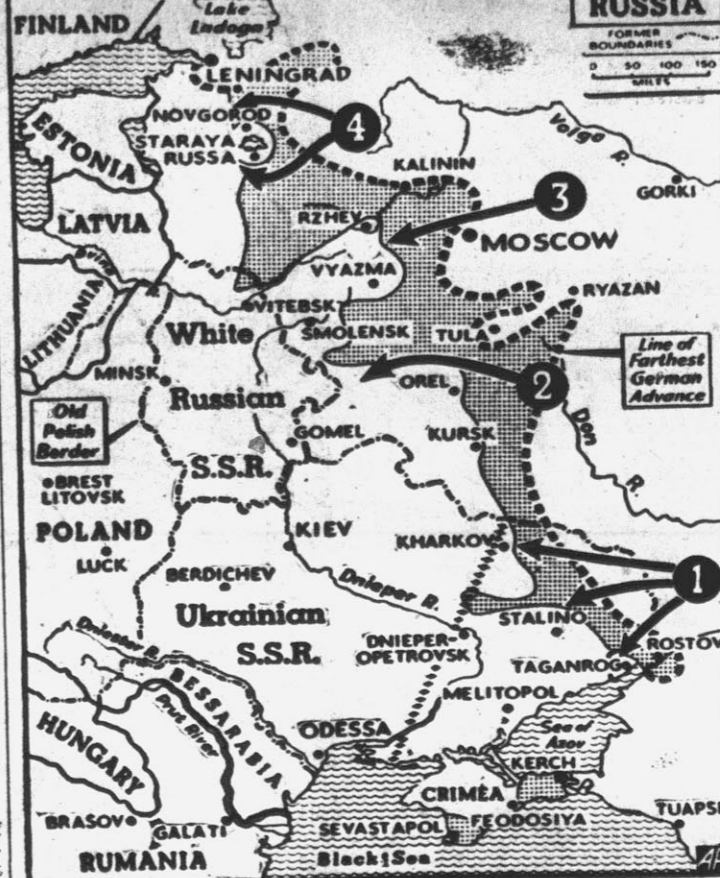 RUSSIA
FORMER
BOUNDARIES
0 50 100 150
MILES
FINLAND
Lake
Ladoga
LENINGRAD
NOVGOROD
4
STARAYA
RUSSA
ESTONIA
KALININ
Volga R.
3
GORKI
LATVIA
RZHEV
MOSCOW
VYAZMA
RYAZAN
LITHUANIA
VITEBSK
White
Russian
S.S.R.
SMOLENSK
TULA
Line of
Farthest
German
Advance
MINSK
OREL
2
Old
Polish
Border
GOMEL
KURSK
Don
R.
BREST
LITOVSK
POLAND
KIEV
KHARKOV
LUCK
1
BERDICHEV
Dnieper R.
Ukrainian
S.S.R.
STALINO
DNIEPER-
OPETROVSK
ROSTOV
TAGANROG
Dniester R.
BESSARABIA
Prut River
MELITOPOL
HUNGARY
ODESSA
Sea of
Azov
KERCH
CRIMEA
BRASOV
GALATI
SEVASTAPOL
FEODOSIYA
TUAPSE
RUMANIA
Black Sea